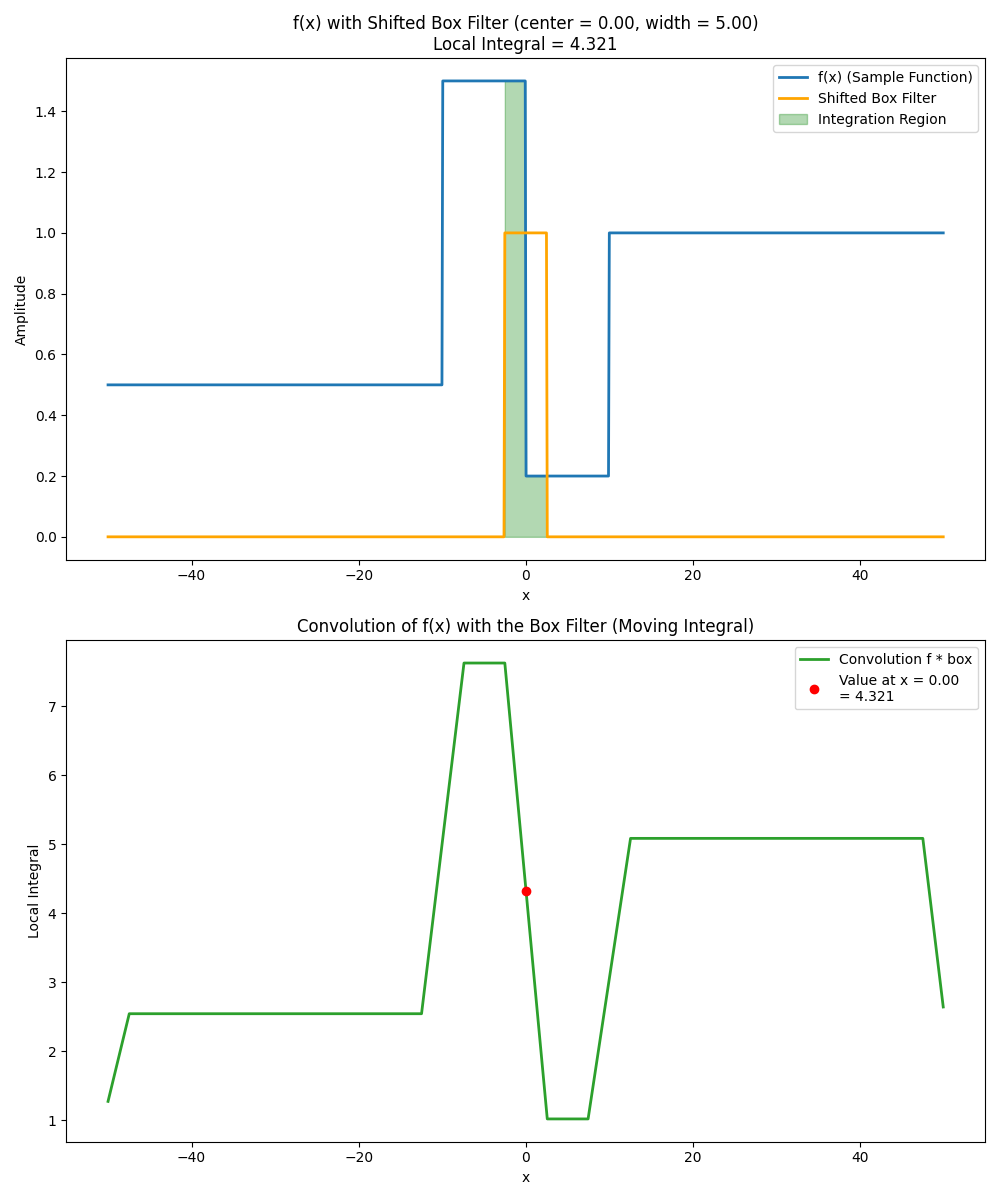 f(x) with Shifted Box Filter (center = 0.00, width = 5.00)
Local Integral = 4.321
f(x) (Sample Function)
Shifted Box Filter
Integration Region
Amplitude
1.4
1.2
1.0
0.8
0.6
0.4
0.2
0.0
−40
−20
0
20
40
x
Convolution of f(x) with the Box Filter (Moving Integral)
Convolution f * box
Value at x = 0.00
= 4.321
Local Integral
7
6
5
4
3
2
1
−40
−20
0
20
40
x